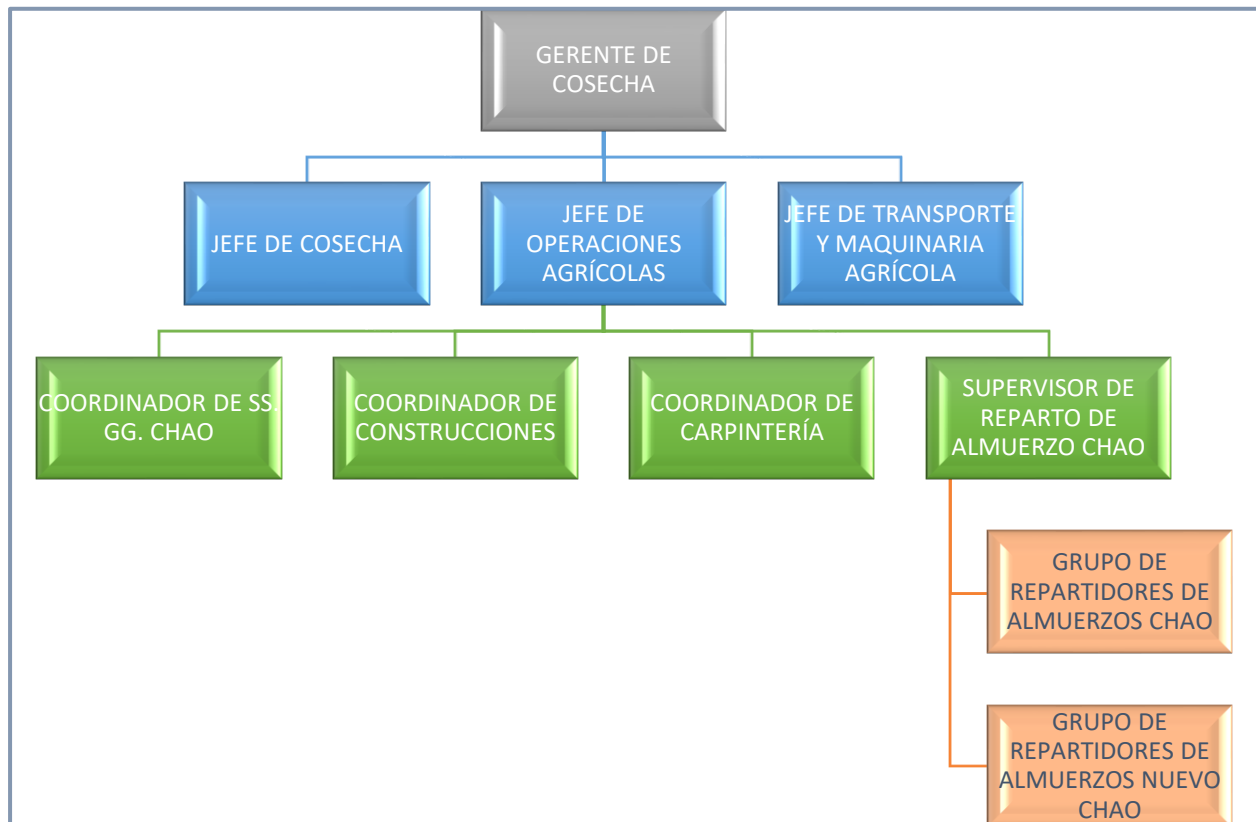 GERENTE DE
COSECHA
JEFE DE COSECHA
JEFE DE
OPERACIONES
AGRÍCOLAS
JEFE DE TRANSPORTE
Y MAQUINARIA
AGRÍCOLA
COORDINADOR DE SS.
GG. CHAO
COORDINADOR DE
CONSTRUCCIONES
COORDINADOR DE
CARPINTERÍA
SUPERVISOR DE
REPARTO DE
ALMUERZO CHAO
GRUPO DE
REPARTIDORES DE
ALMUERZOS CHAO
GRUPO DE
REPARTIDORES DE
ALMUERZOS NUEVO
CHAO